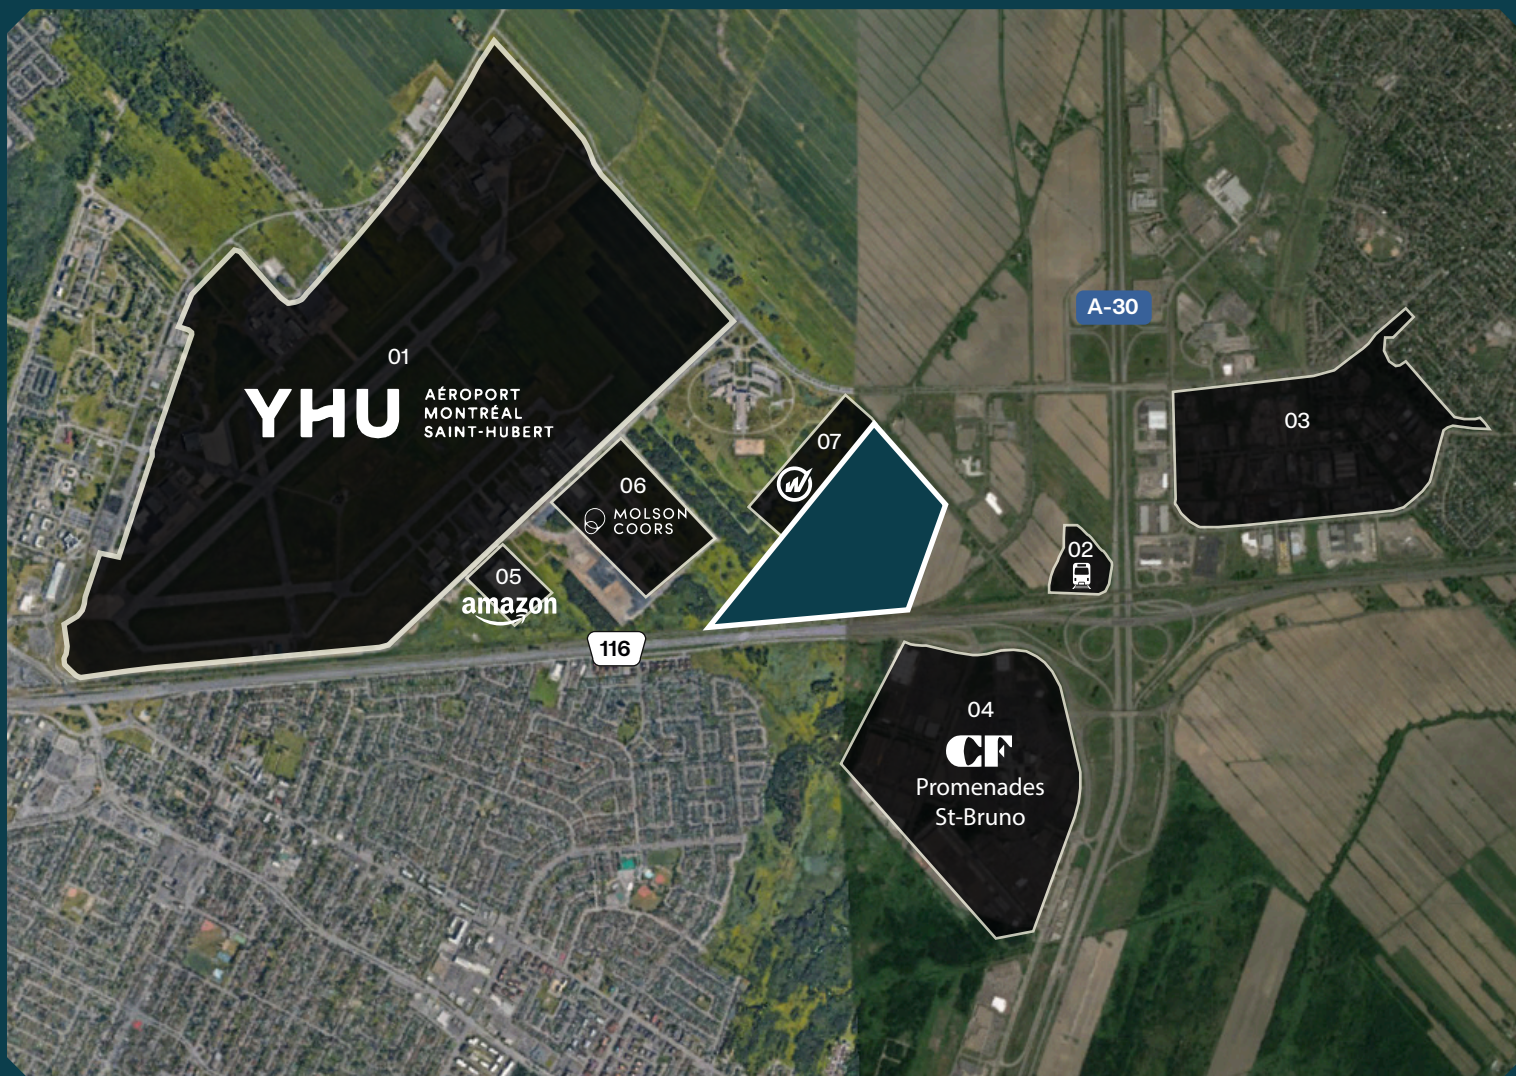 A-30
01
YHU
AÉROPORT
MONTRÉAL
SAINT-HUBERT
03
07
W
06
MOLSON
COORS
02
05
amazon
116
04
CF
Promenades
St-Bruno